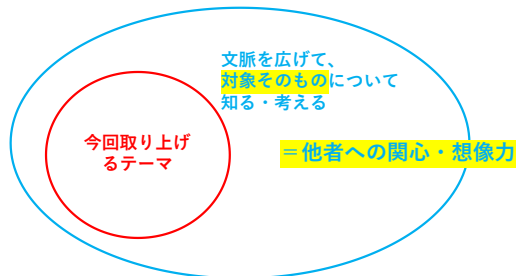 文脈を広げて、
対象そのものについて
知る・考える
今回取り上げ
るテーマ
＝他者への関心・想像力